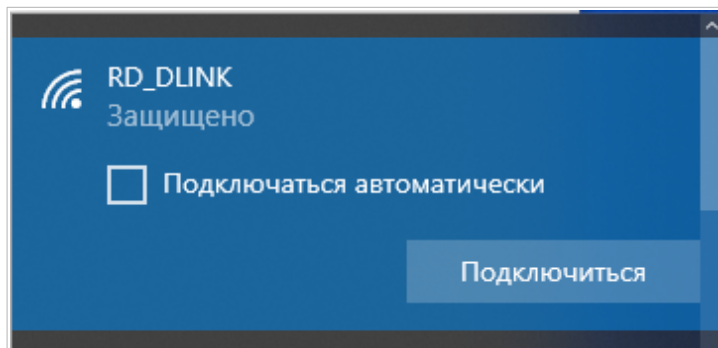 RD_DLINK
Защищено
Подключаться автоматически
Подключиться